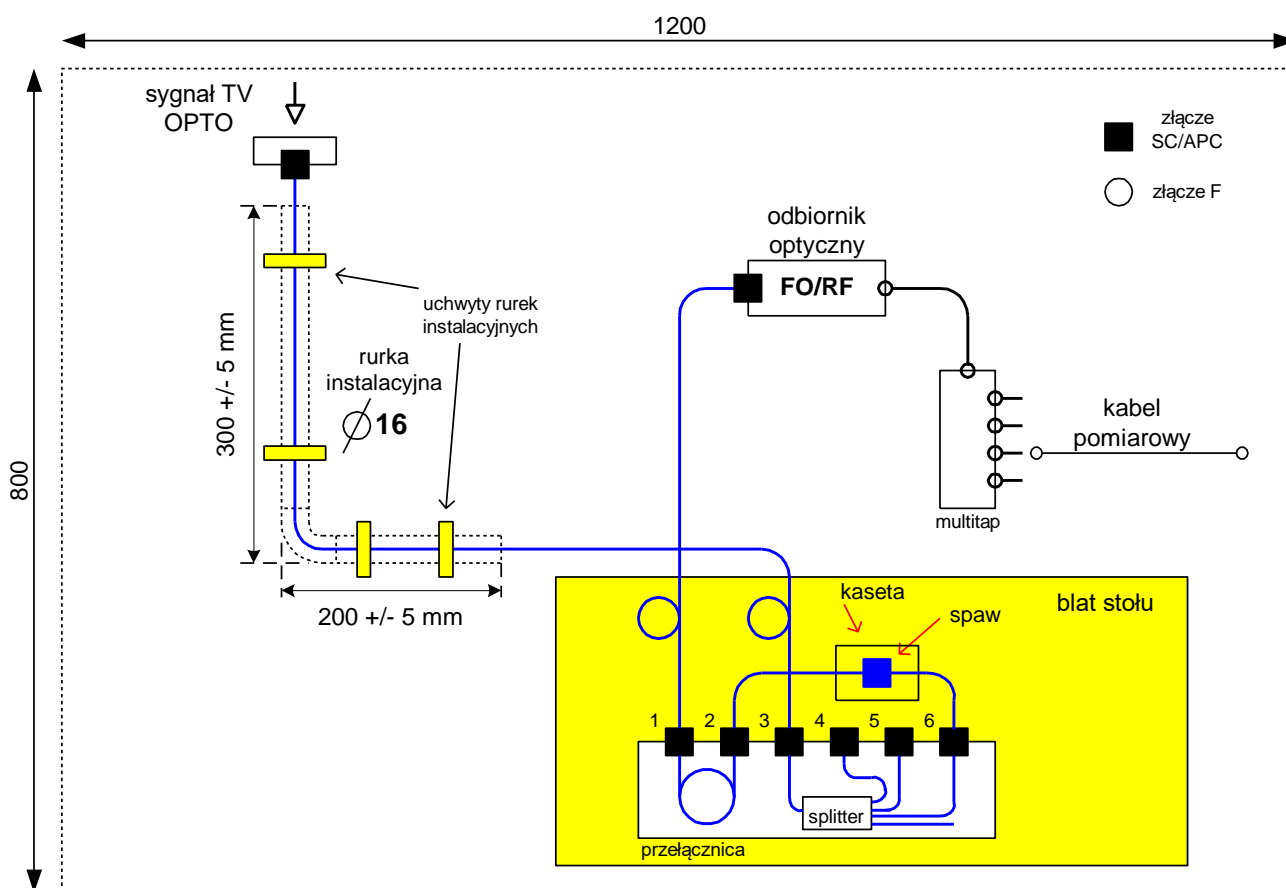 1200
sygnał TV
OPTO
złącze
SC/APC
złącze F
odbiornik
optyczny
FO/RF
uchwyty rurek
instalacyjnych
300 +/- 5 mm
rurka
instalacyjna
16
800
kabel
pomiarowy
multitap
200 +/- 5 mm
kaseta
blat stołu
spaw
1
2
3
4
5
6
splitter
przełącznica